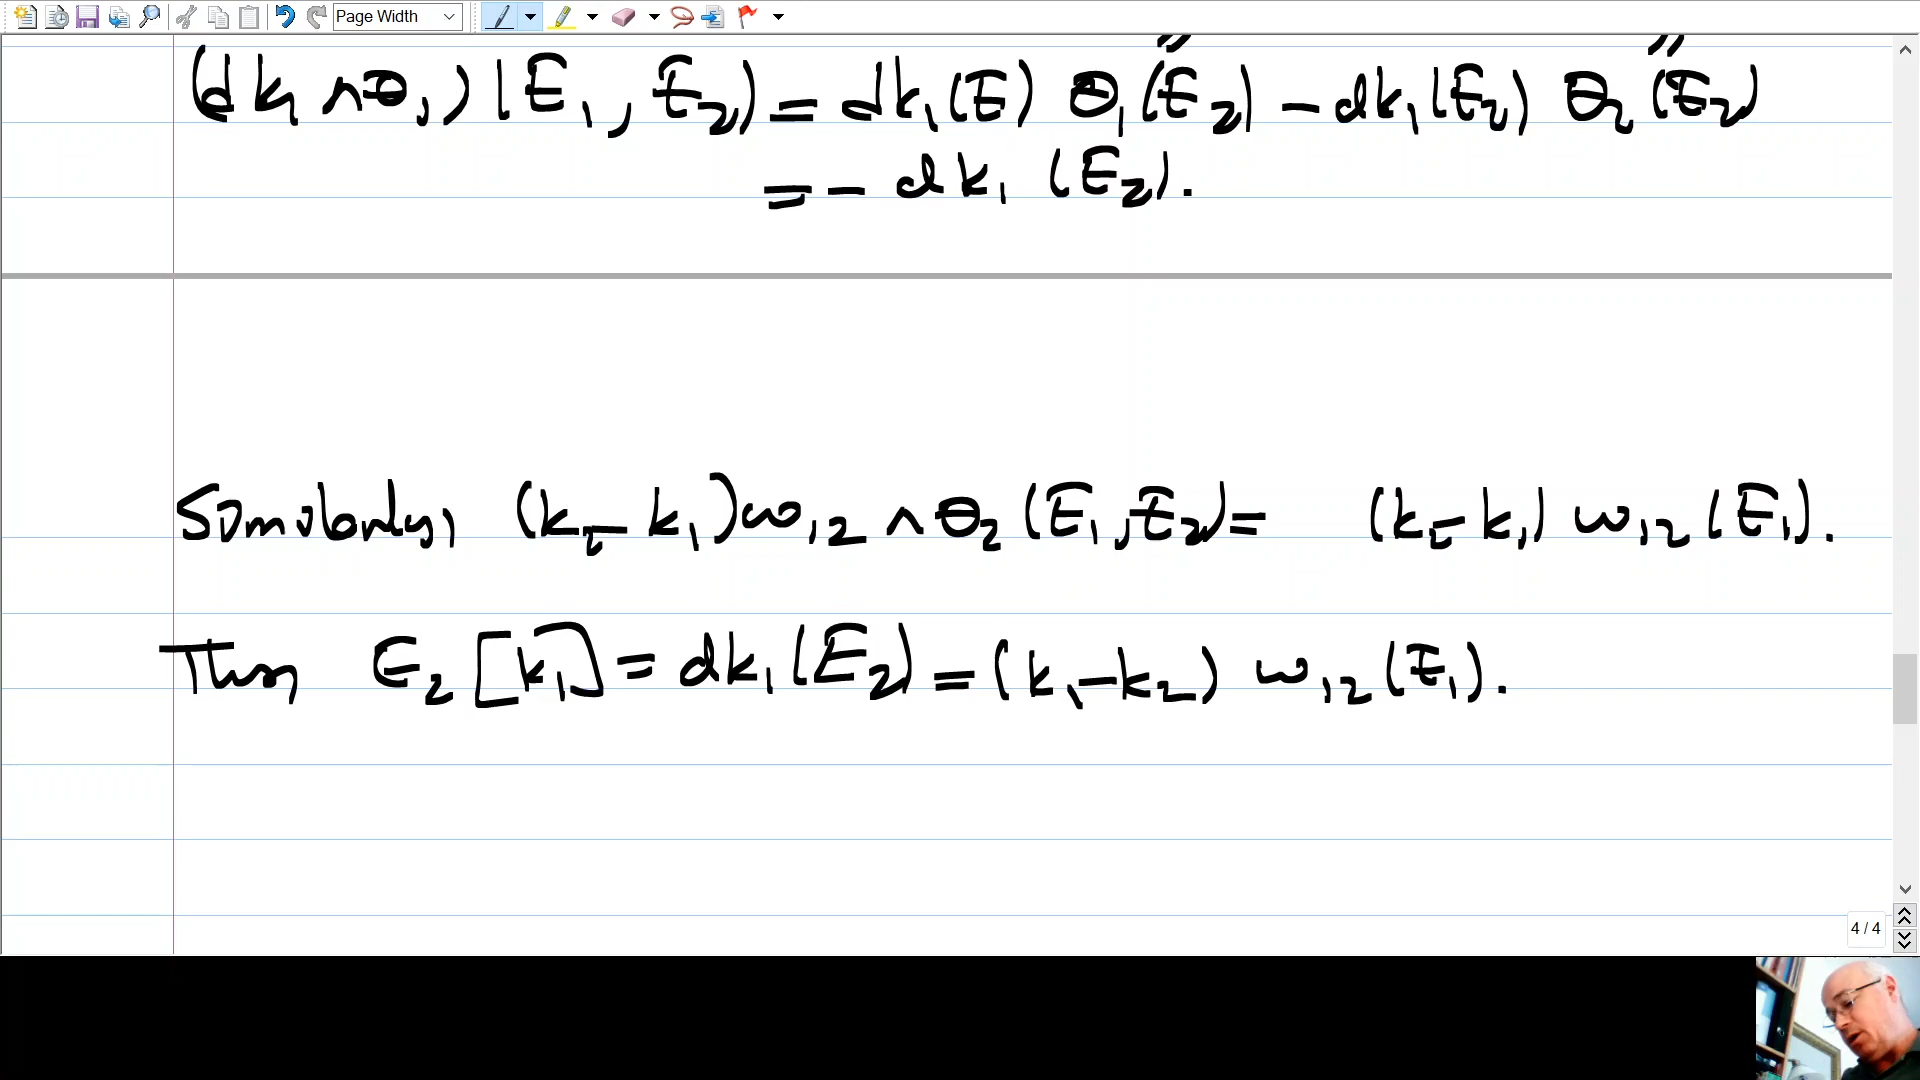 Page Width
(dk₁ ∧ θ₁)(E₁, E₂) = dk₁(E) θ₁(E₂) − dk₁(E₂) θ₂(E₂)
= − dk₁ (E₂).
Similarly, (k₂ − k₁) ω₁₂ ∧ θ₂ (E₁, E₂) = (k₂ − k₁) ω₁₂ (E₁).
Thus E₂[k₁] = dk₁(E₂) = (k₁ − k₂) ω₁₂ (E₁).
4 / 4